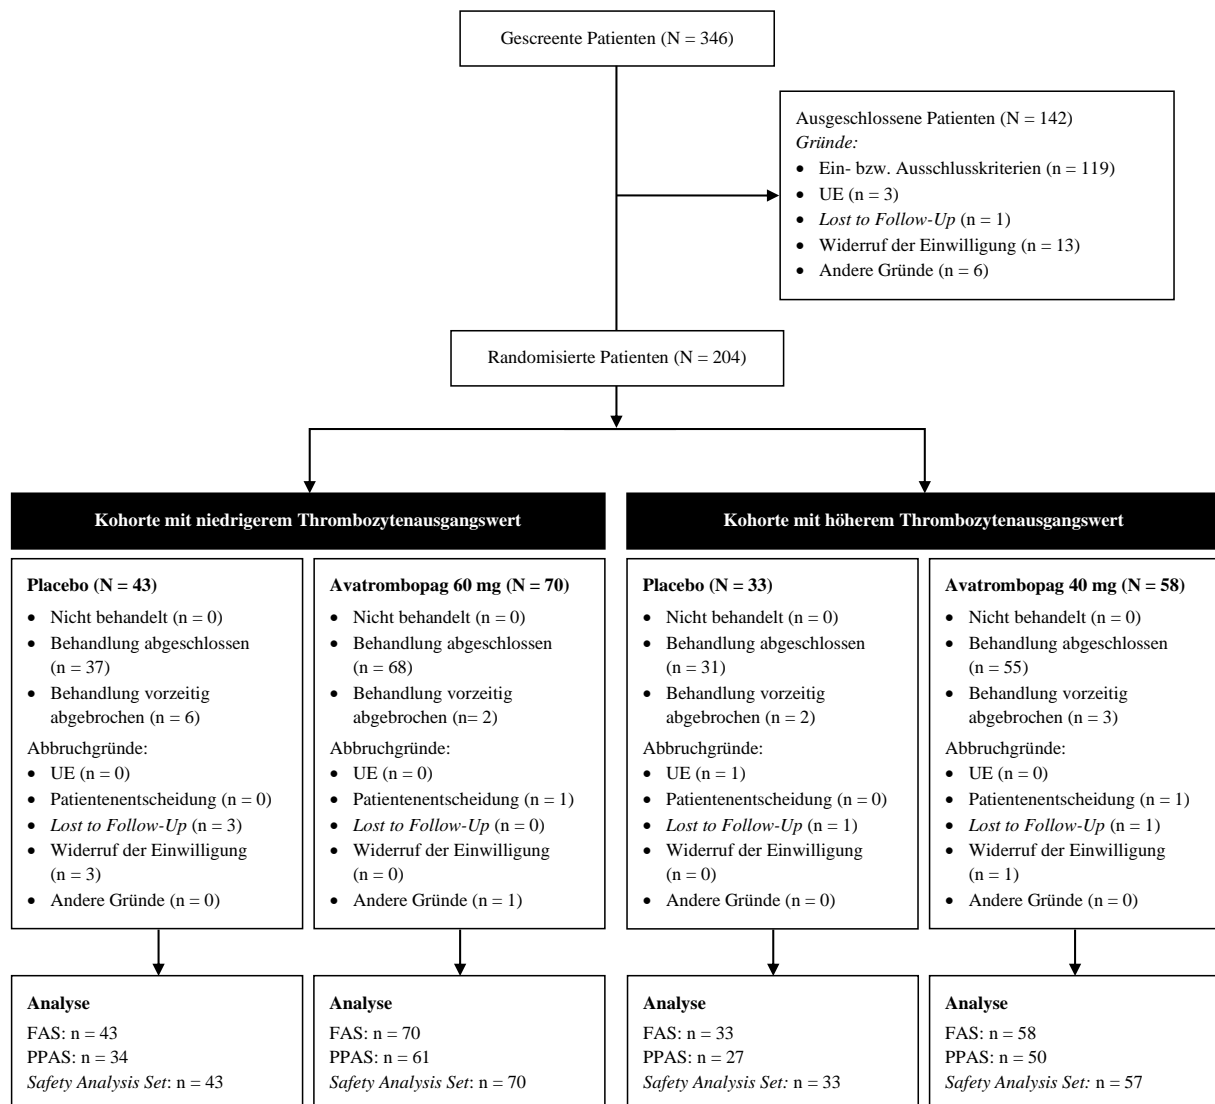 Gescreente Patienten (N = 346)
Ausgeschlossene Patienten (N = 142)
Gründe:
• Ein- bzw. Ausschlusskriterien (n = 119)
• UE (n = 3)
• Lost to Follow-Up (n = 1)
• Widerruf der Einwilligung (n = 13)
• Andere Gründe (n = 6)
Randomisierte Patienten (N = 204)
Kohorte mit niedrigerem Thrombozytenausgangswert
Placebo (N = 43)
• Nicht behandelt (n = 0)
• Behandlung abgeschlossen
(n = 37)
• Behandlung vorzeitig
abgebrochen (n = 6)
Abbruchgründe:
• UE (n = 0)
• Patientenentscheidung (n = 0)
• Lost to Follow-Up (n = 3)
• Widerruf der Einwilligung
(n = 3)
• Andere Gründe (n = 0)
Analyse
FAS: n = 43
PPAS: n = 34
Safety Analysis Set: n = 43
Avatrombopag 60 mg (N = 70)
• Nicht behandelt (n = 0)
• Behandlung abgeschlossen
(n = 68)
• Behandlung vorzeitig
abgebrochen (n= 2)
Abbruchgründe:
• UE (n = 0)
• Patientenentscheidung (n = 1)
• Lost to Follow-Up (n = 0)
• Widerruf der Einwilligung
(n = 0)
• Andere Gründe (n = 1)
Analyse
FAS: n = 70
PPAS: n = 61
Safety Analysis Set: n = 70
Kohorte mit höherem Thrombozytenausgangswert
Placebo (N = 33)
• Nicht behandelt (n = 0)
• Behandlung abgeschlossen
(n = 31)
• Behandlung vorzeitig
abgebrochen (n = 2)
Abbruchgründe:
• UE (n = 1)
• Patientenentscheidung (n = 0)
• Lost to Follow-Up (n = 1)
• Widerruf der Einwilligung
(n = 0)
• Andere Gründe (n = 0)
Analyse
FAS: n = 33
PPAS: n = 27
Safety Analysis Set: n = 33
Avatrombopag 40 mg (N = 58)
• Nicht behandelt (n = 0)
• Behandlung abgeschlossen
(n = 55)
• Behandlung vorzeitig
abgebrochen (n = 3)
Abbruchgründe:
• UE (n = 0)
• Patientenentscheidung (n = 1)
• Lost to Follow-Up (n = 1)
• Widerruf der Einwilligung
(n = 1)
• Andere Gründe (n = 0)
Analyse
FAS: n = 58
PPAS: n = 50
Safety Analysis Set: n = 57